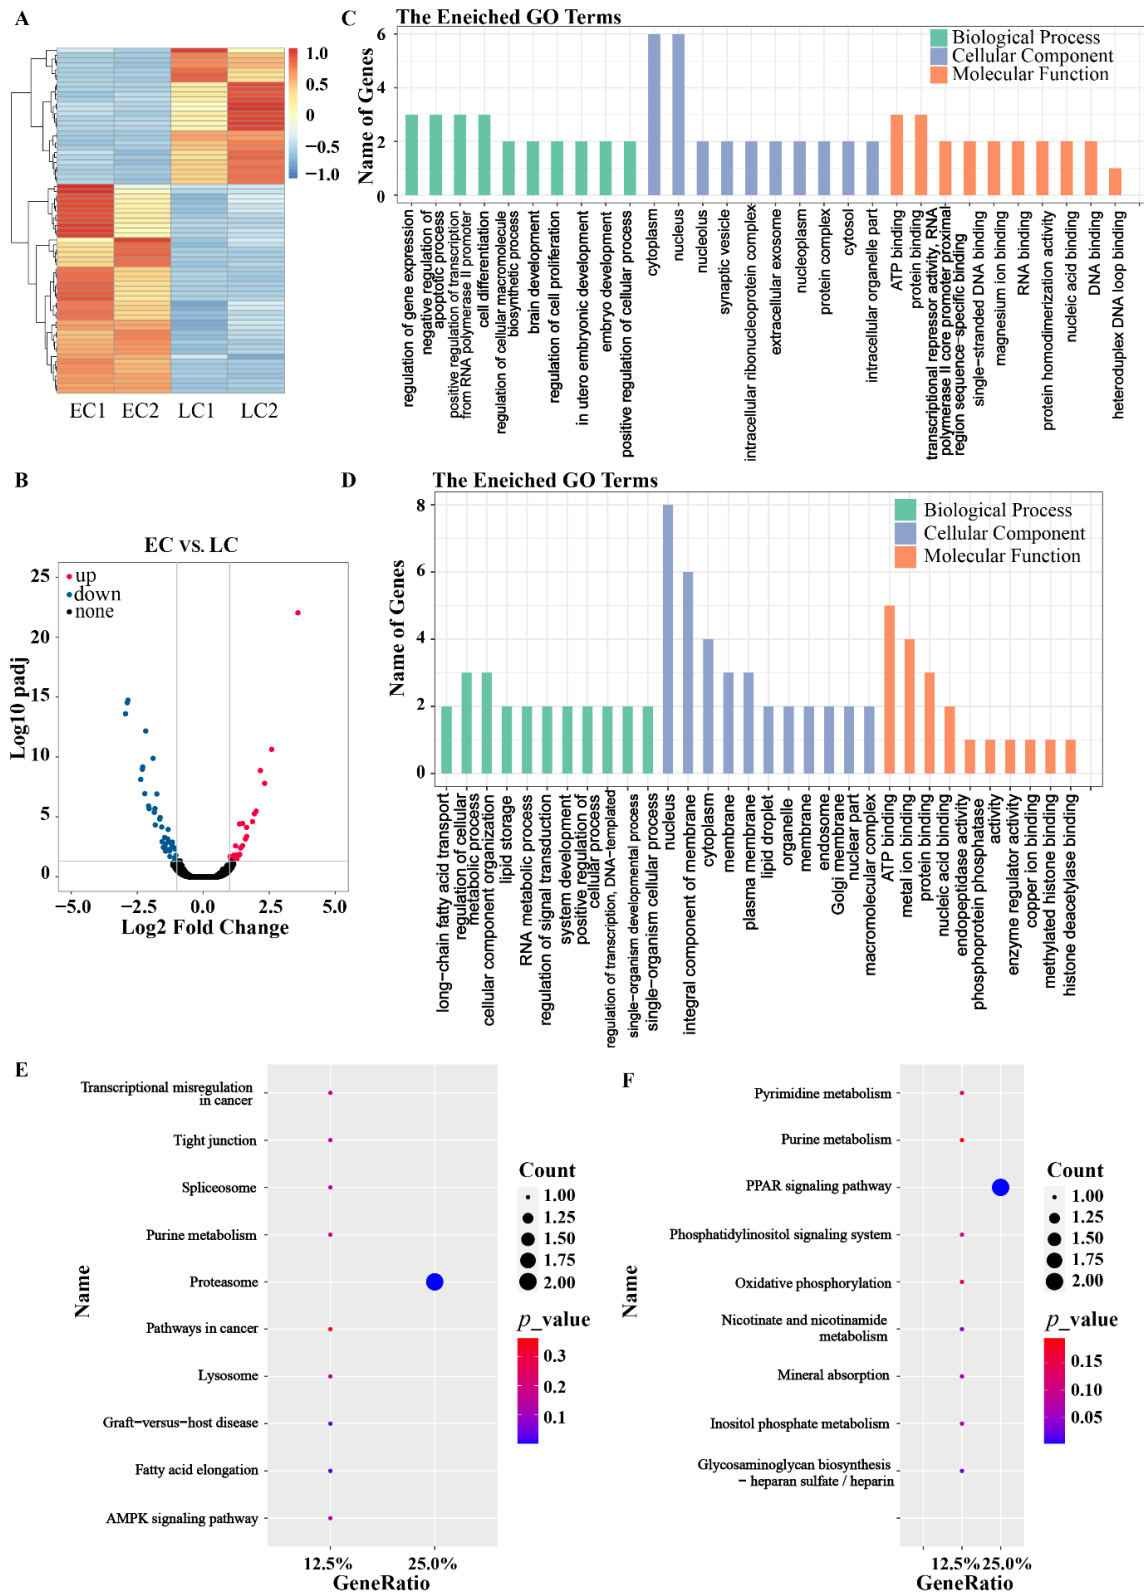 A
1.0
0.5
0
−0.5
−1.0
EC1 EC2 LC1 LC2
C
The Eneiched GO Terms
Biological Process
Cellular Component
Molecular Function
Name of Genes
6
4
2
0
regulation of gene expression
negative regulation of
apoptotic process
positive regulation of transcription
from RNA polymerase II promoter
cell differentiation
regulation of cellular macromolecule
biosynthetic process
brain development
regulation of cell proliferation
in utero embryonic development
embryo development
positive regulation of cellular process
cytoplasm
nucleus
nucleolus
synaptic vesicle
intracellular ribonucleoprotein complex
extracellular exosome
nucleoplasm
protein complex
cytosol
intracellular organelle part
ATP binding
protein binding
transcriptional repressor activity, RNA
polymerase II core promoter proximal
region sequence−specific binding
single−stranded DNA binding
magnesium ion binding
RNA binding
protein homodimerization activity
nucleic acid binding
DNA binding
heteroduplex DNA loop binding
B
EC VS. LC
up
down
none
Log10 padj
25
20
15
10
5
0
−5.0 −2.5 0.0 2.5 5.0
Log2 Fold Change
D
The Eneiched GO Terms
Biological Process
Cellular Component
Molecular Function
Name of Genes
8
6
4
2
0
long−chain fatty acid transport
regulation of cellular
metabolic process
cellular component organization
lipid storage
RNA metabolic process
regulation of signal transduction
system development
positive regulation of
cellular process
regulation of transcription, DNA−templated
single−organism developmental process
single−organism cellular process
nucleus
integral component of membrane
cytoplasm
membrane
plasma membrane
lipid droplet
organelle
membrane
endosome
Golgi membrane
nuclear part
macromolecular complex
ATP binding
metal ion binding
protein binding
nucleic acid binding
endopeptidase activity
phosphoprotein phosphatase
activity
enzyme regulator activity
copper ion binding
methylated histone binding
histone deacetylase binding
E
Name
Transcriptional misregulation
in cancer
Tight junction
Spliceosome
Purine metabolism
Proteasome
Pathways in cancer
Lysosome
Graft−versus−host disease
Fatty acid elongation
AMPK signaling pathway
12.5% 25.0%
GeneRatio
Count
1.00
1.25
1.50
1.75
2.00
p_value
0.3
0.2
0.1
F
Name
Pyrimidine metabolism
Purine metabolism
PPAR signaling pathway
Phosphatidylinositol signaling system
Oxidative phosphorylation
Nicotinate and nicotinamide
metabolism
Mineral absorption
Inositol phosphate metabolism
Glycosaminoglycan biosynthesis
− heparan sulfate / heparin
12.5% 25.0%
GeneRatio
Count
1.00
1.25
1.50
1.75
2.00
p_value
0.15
0.10
0.05